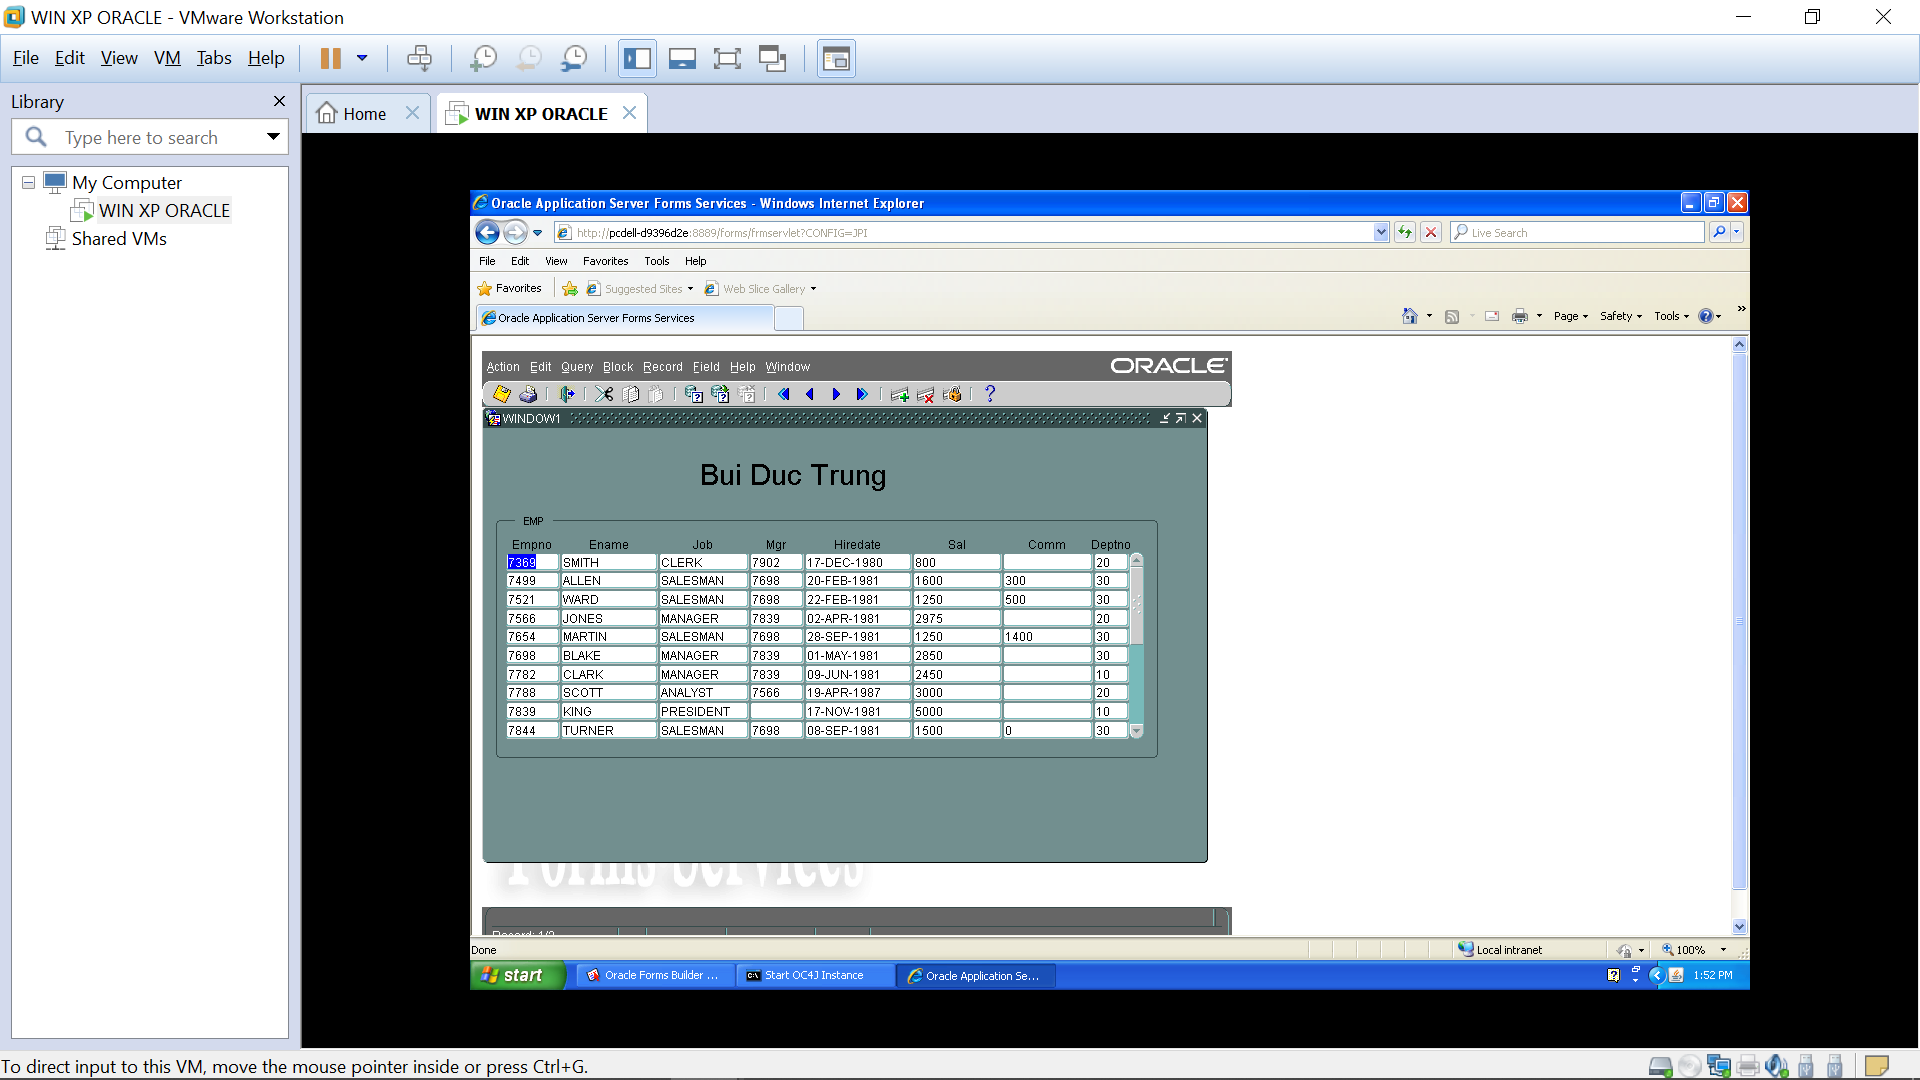 WIN XP ORACLE - VMware Workstation
File Edit View VM Tabs Help
Library
Type here to search
My Computer
WIN XP ORACLE
Shared VMs
Home
WIN XP ORACLE
Oracle Application Server Forms Services - Windows Internet Explorer
http://pcdell-d9396d2e:8889/forms/frmservlet?CONFIG=JPI
Live Search
File Edit View Favorites Tools Help
Favorites Suggested Sites Web Slice Gallery
Oracle Application Server Forms Services
Page Safety Tools
Action Edit Query Block Record Field Help Window
ORACLE
WINDOW1
Bui Duc Trung
EMP
Empno Ename Job Mgr Hiredate Sal Comm Deptno
7369 SMITH CLERK 7902 17-DEC-1980 800 20
7499 ALLEN SALESMAN 7698 20-FEB-1981 1600 300 30
7521 WARD SALESMAN 7698 22-FEB-1981 1250 500 30
7566 JONES MANAGER 7839 02-APR-1981 2975 20
7654 MARTIN SALESMAN 7698 28-SEP-1981 1250 1400 30
7698 BLAKE MANAGER 7839 01-MAY-1981 2850 30
7782 CLARK MANAGER 7839 09-JUN-1981 2450 10
7788 SCOTT ANALYST 7566 19-APR-1987 3000 20
7839 KING PRESIDENT 17-NOV-1981 5000 10
7844 TURNER SALESMAN 7698 08-SEP-1981 1500 0 30
Forms Services
Record: 1/?
Done
Local intranet
100%
start
Oracle Forms Builder ...
Start OC4J Instance
Oracle Application Se...
1:52 PM
To direct input to this VM, move the mouse pointer inside or press Ctrl+G.